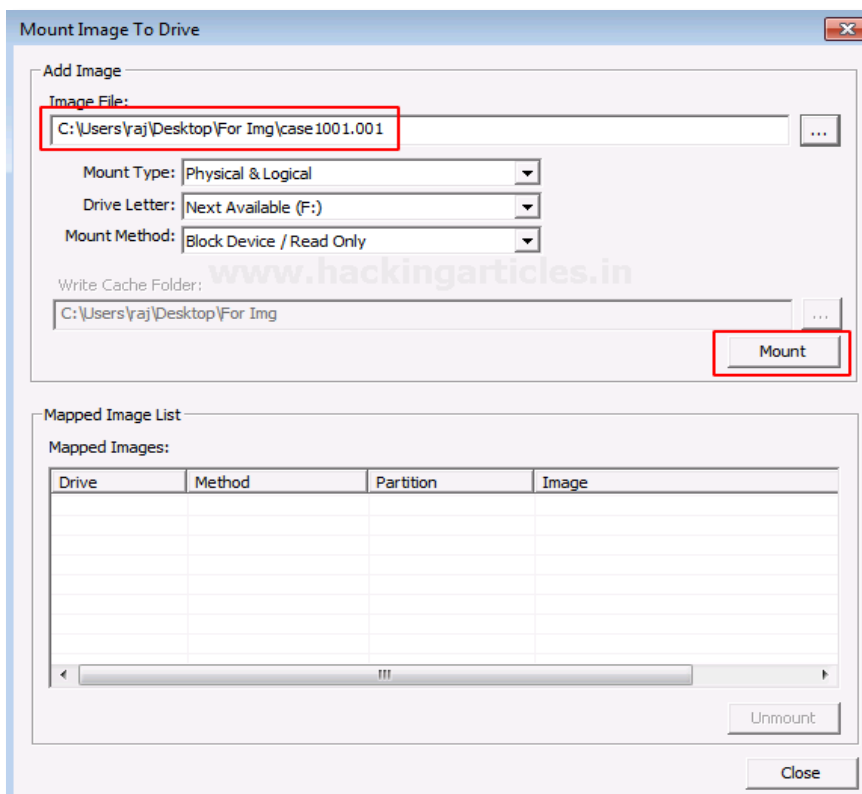 Mount Image To Drive
Add Image
Image File:
C:\Users\raj\Desktop\For Img\case1001.001
...
Mount Type: Physical & Logical
Drive Letter: Next Available (F:)
Mount Method: Block Device / Read Only
www.hackingarticles.in
Write Cache Folder:
C:\Users\raj\Desktop\For Img
...
Mount
Mapped Image List
Mapped Images:
Drive Method Partition Image
Unmount
Close